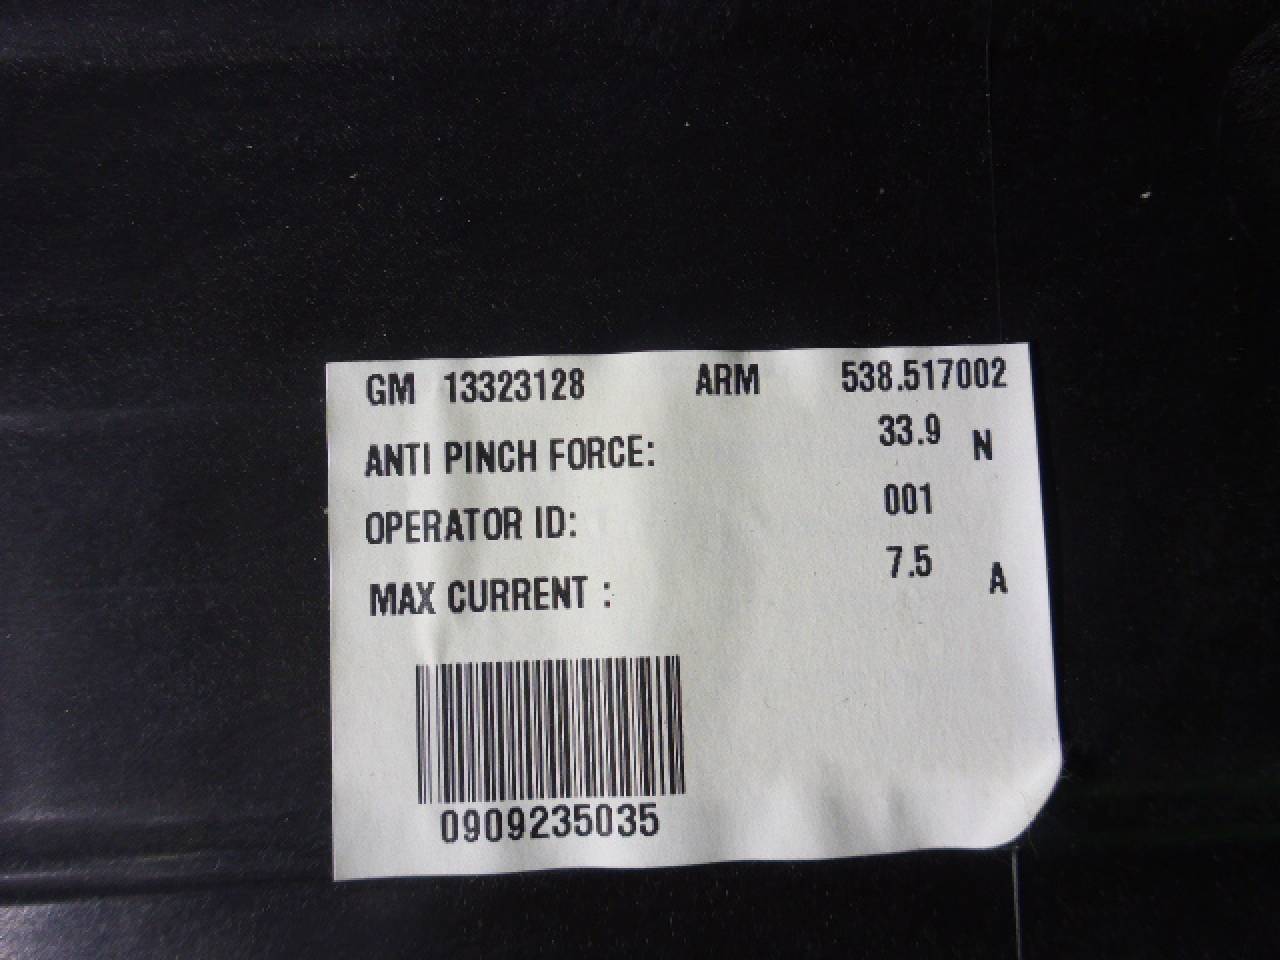 GM 13323128 ARM 538.517002
ANTI PINCH FORCE: 33.9 N
OPERATOR ID: 001
MAX CURRENT : 7.5 A
0909235035